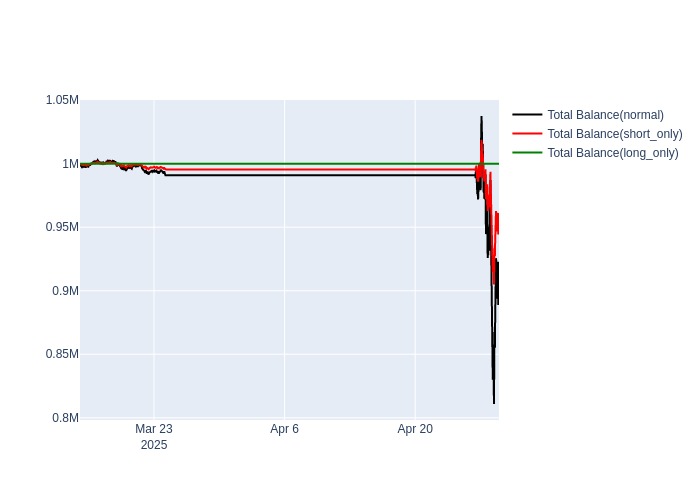 1.05M
1M
0.95M
0.9M
0.85M
0.8M
Mar 23
2025
Apr 6
Apr 20
Total Balance(normal)
Total Balance(short_only)
Total Balance(long_only)